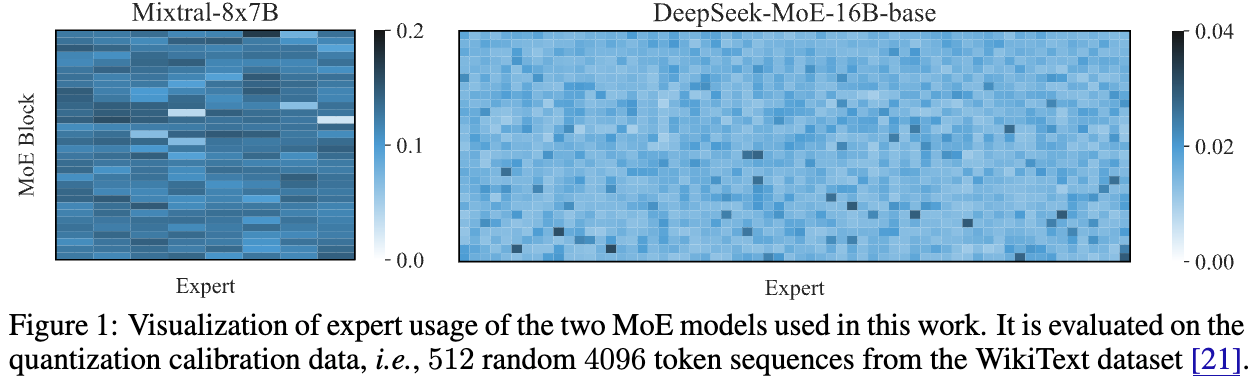 Mixtral-8x7B
DeepSeek-MoE-16B-base
MoE Block
0.2
0.1
0.0
0.04
0.02
0.00
Expert
Expert
Figure 1: Visualization of expert usage of the two MoE models used in this work. It is evaluated on the
quantization calibration data, i.e., 512 random 4096 token sequences from the WikiText dataset [21].